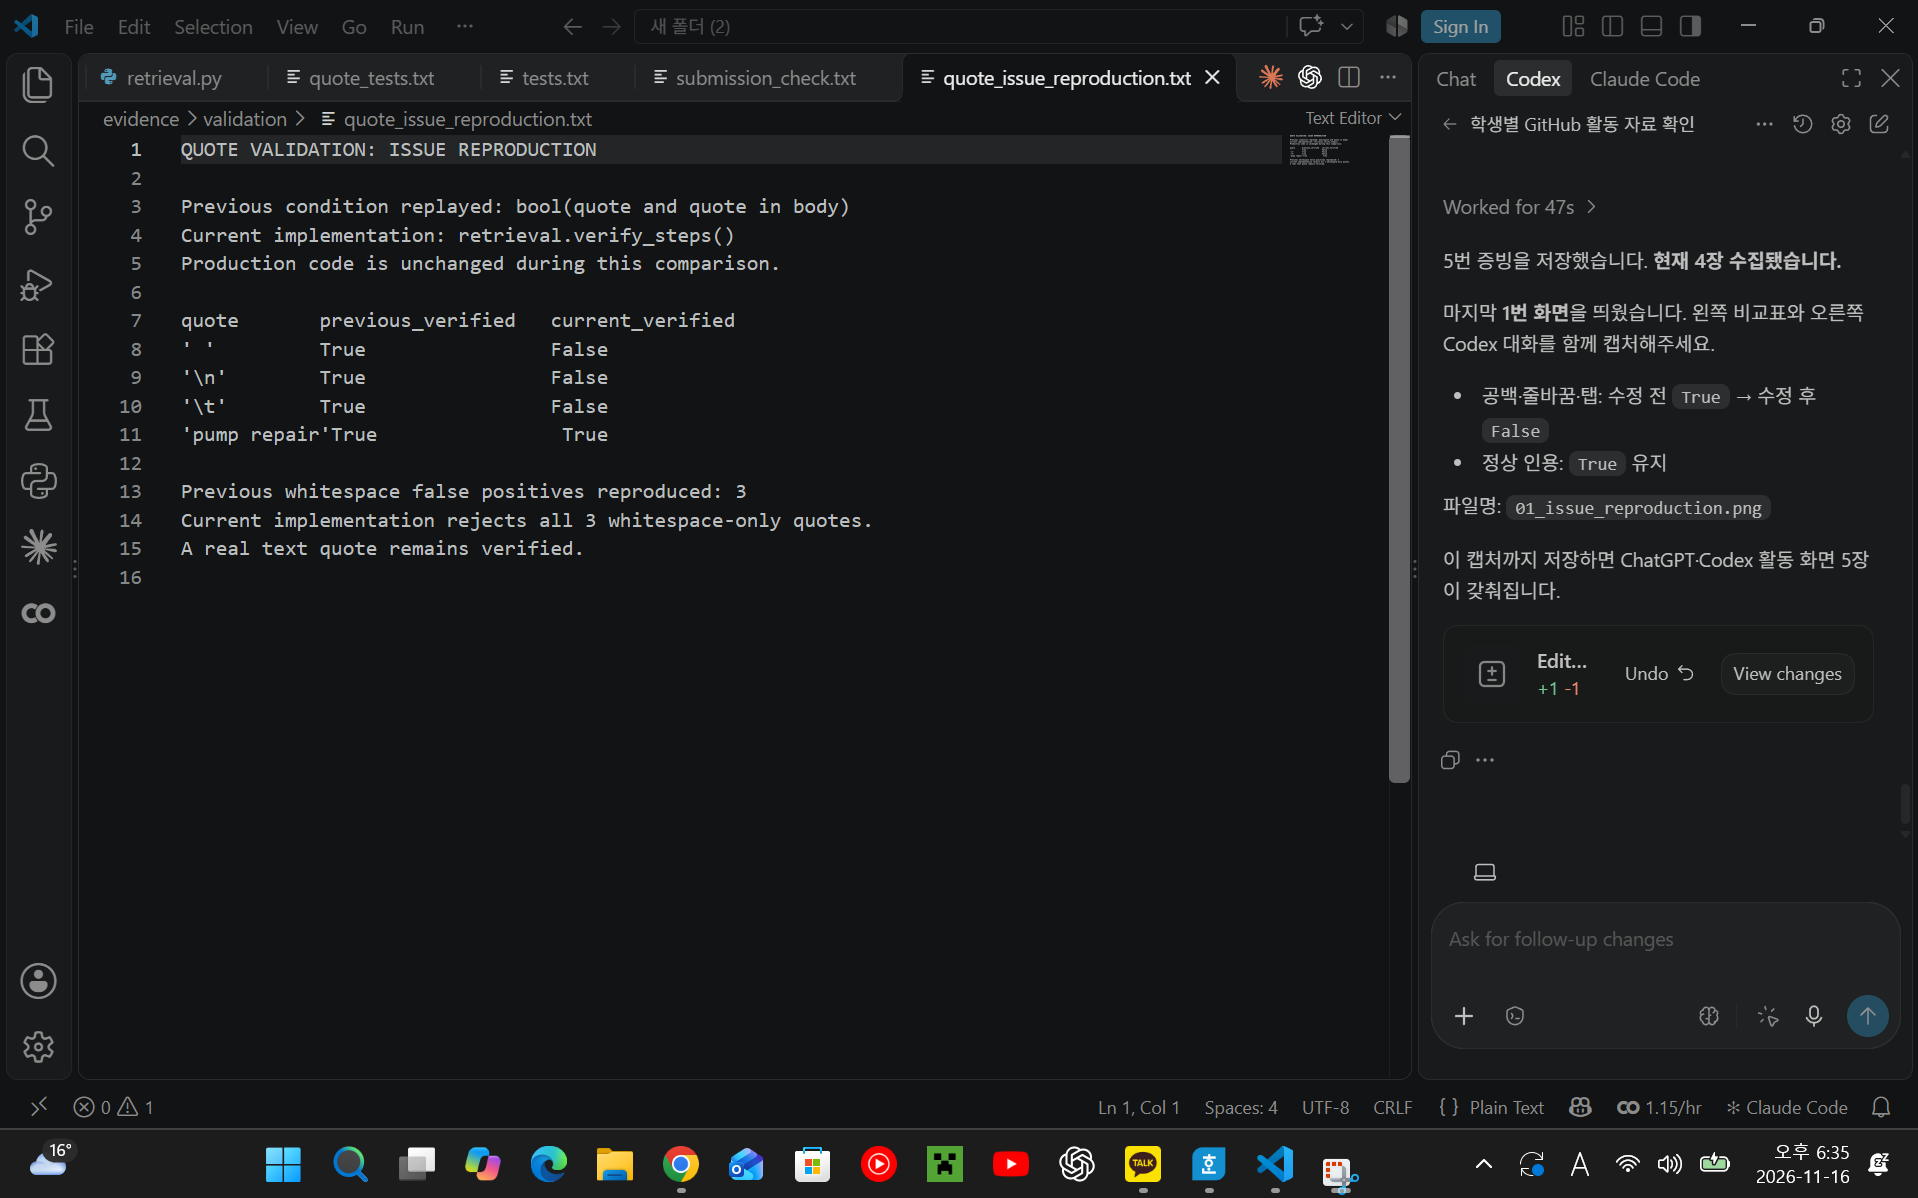 File Edit Selection View Go Run ···
새 폴더 (2)
Sign In
retrieval.py
quote_tests.txt
tests.txt
submission_check.txt
quote_issue_reproduction.txt
evidence > validation > quote_issue_reproduction.txt
Text Editor
1 QUOTE VALIDATION: ISSUE REPRODUCTION
2
3 Previous condition replayed: bool(quote and quote in body)
4 Current implementation: retrieval.verify_steps()
5 Production code is unchanged during this comparison.
6
7 quote previous_verified current_verified
8 ' ' True False
9 '\n' True False
10 '\t' True False
11 'pump repair'True True
12
13 Previous whitespace false positives reproduced: 3
14 Current implementation rejects all 3 whitespace-only quotes.
15 A real text quote remains verified.
16
Chat Codex Claude Code
학생별 GitHub 활동 자료 확인
Worked for 47s >
5번 증빙을 저장했습니다. 현재 4장 수집됐습니다.
마지막 1번 화면을 띄웠습니다. 왼쪽 비교표와 오른쪽
Codex 대화를 함께 캡처해주세요.
• 공백·줄바꿈·탭: 수정 전 True → 수정 후
False
• 정상 인용: True 유지
파일명: 01_issue_reproduction.png
이 캡처까지 저장하면 ChatGPT·Codex 활동 화면 5장
이 갖춰집니다.
Edit...
+1 -1
Undo
View changes
Ask for follow-up changes
0 1
Ln 1, Col 1 Spaces: 4 UTF-8 CRLF { } Plain Text 1.15/hr Claude Code
16°
TALK
A
오후 6:35
2026-11-16